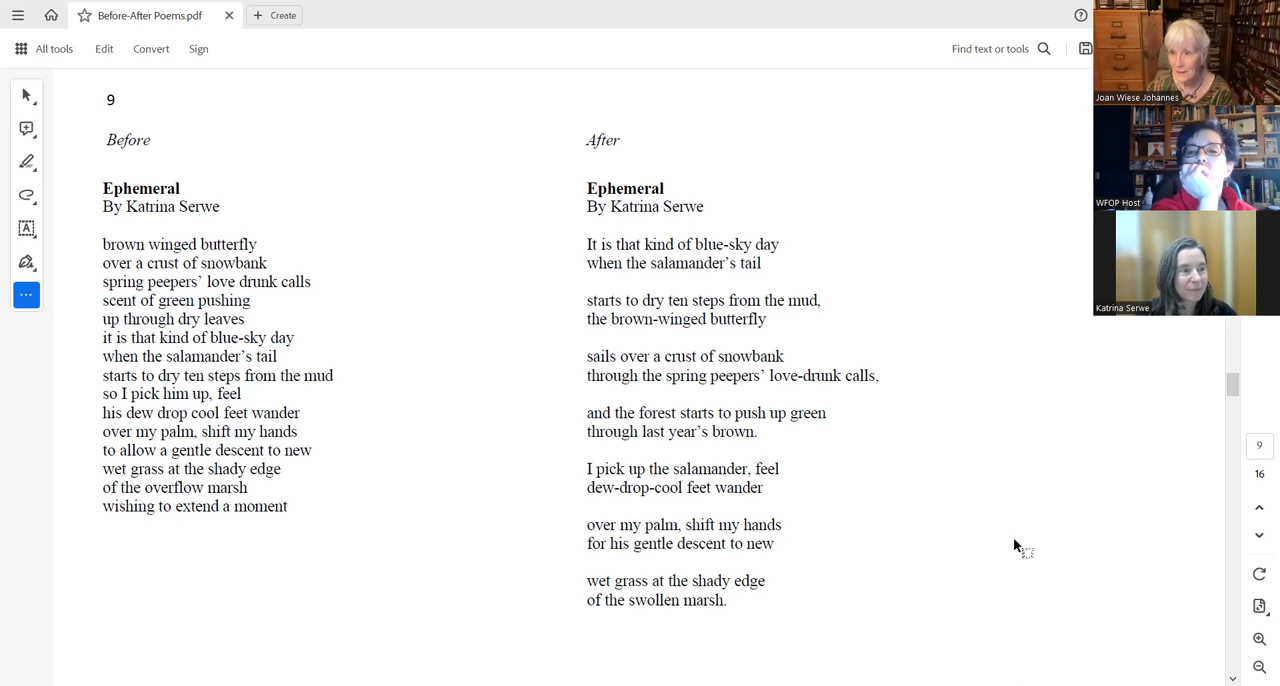 Before-After Poems.pdf
Create
All tools
Edit
Convert
Sign
Find text or tools
9
Before
Ephemeral
By Katrina Serwe
brown winged butterfly
over a crust of snowbank
spring peepers’ love drunk calls
scent of green pushing
up through dry leaves
it is that kind of blue-sky day
when the salamander’s tail
starts to dry ten steps from the mud
so I pick him up, feel
his dew drop cool feet wander
over my palm, shift my hands
to allow a gentle descent to new
wet grass at the shady edge
of the overflow marsh
wishing to extend a moment
After
Ephemeral
By Katrina Serwe
It is that kind of blue-sky day
when the salamander’s tail
starts to dry ten steps from the mud,
the brown-winged butterfly
sails over a crust of snowbank
through the spring peepers’ love-drunk calls,
and the forest starts to push up green
through last year’s brown.
I pick up the salamander, feel
dew-drop-cool feet wander
over my palm, shift my hands
for his gentle descent to new
wet grass at the shady edge
of the swollen marsh.
Joan Wiese Johannes
WFOP Host
Katrina Serwe
9
16